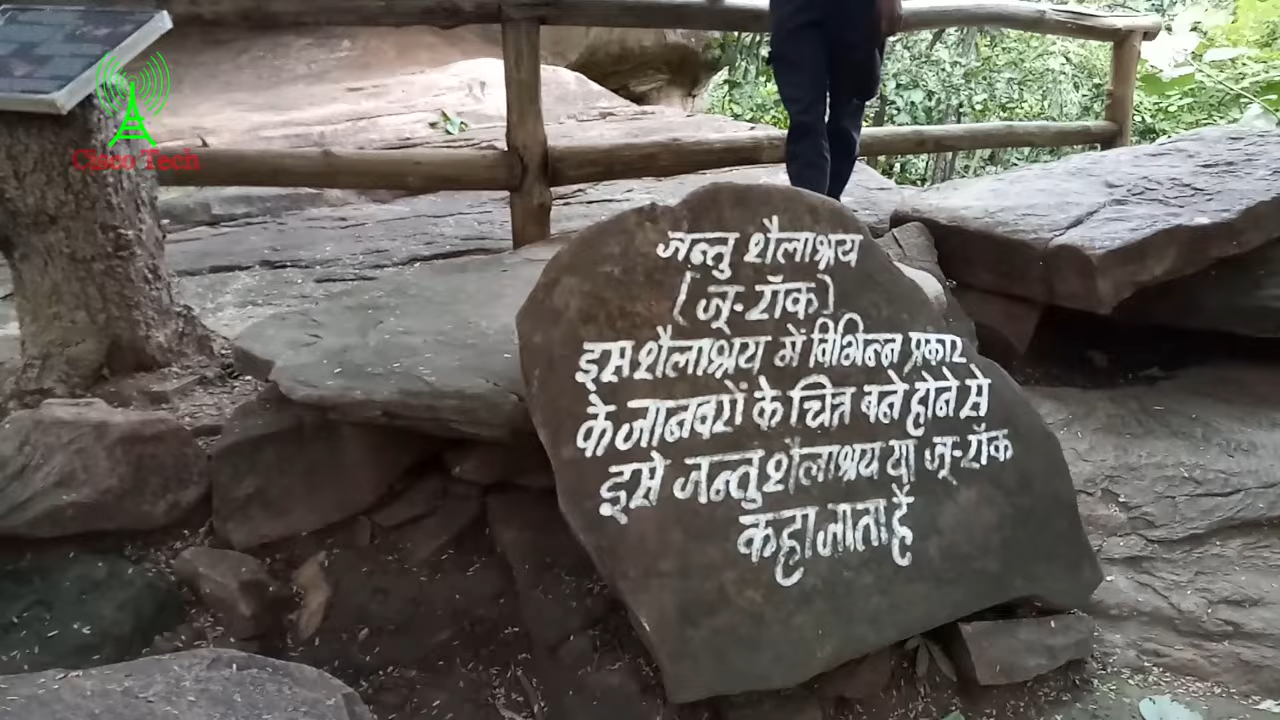 Cisco Tech
जन्तु शैलाश्रय
(जू-रॉक)
इस शैलाश्रय में विभिन्न प्रकार
के जानवरों के चित्र बने होने से
इसे जन्तु शैलाश्रय या जू-रॉक
कहा जाता है